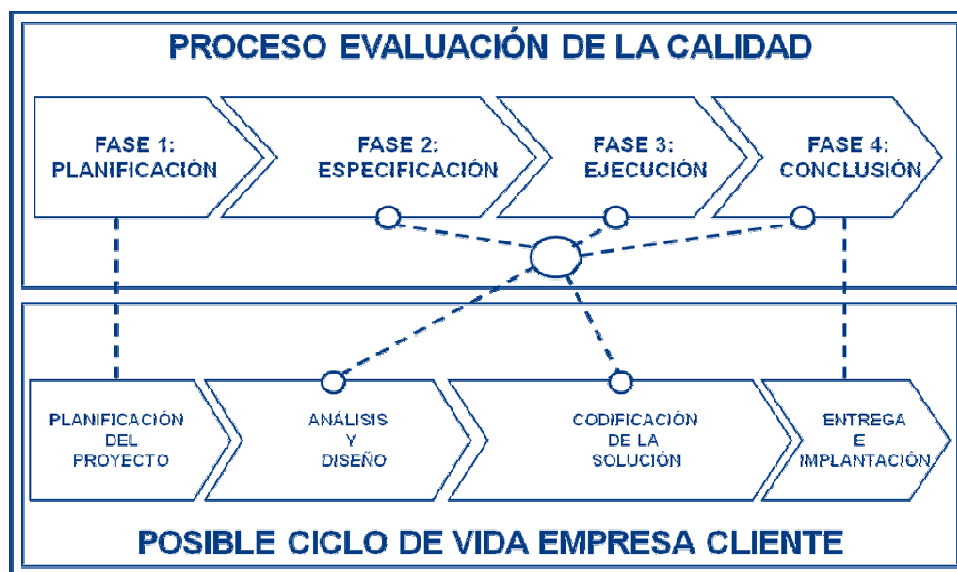 PROCESO EVALUACIÓN DE LA CALIDAD
FASE 1:
PLANIFICACIÓN
FASE 2:
ESPECIFICACIÓN
FASE 3:
EJECUCIÓN
FASE 4:
CONCLUSIÓN
PLANIFICACIÓN
DEL
PROYECTO
ANÁLISIS
Y
DISEÑO
CODIFICACIÓN
DE LA
SOLUCIÓN
ENTREGA
E
IMPLANTACIÓN
POSIBLE CICLO DE VIDA EMPRESA CLIENTE